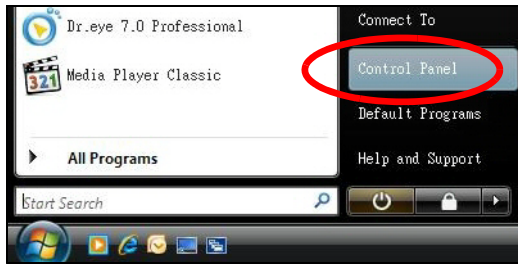 Dr.eye 7.0 Professional
321
Media Player Classic
All Programs
Start Search
Connect To
Control Panel
Default Programs
Help and Support